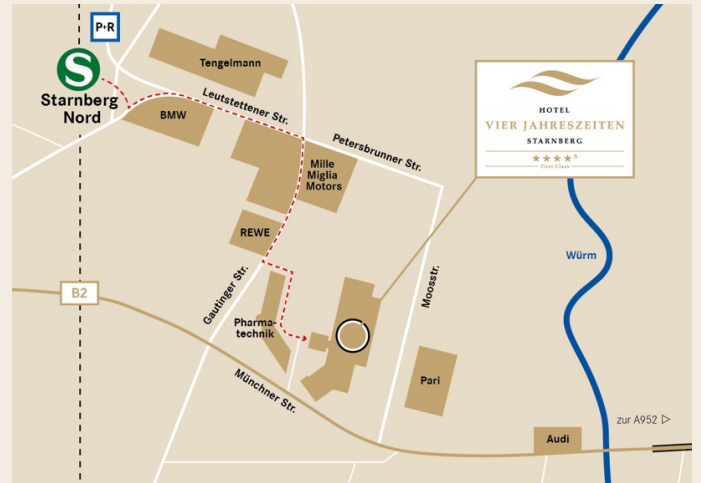 P+R
S
Starnberg
Nord
Tengelmann
Leutstettener Str.
BMW
Petersbrunner Str.
Mille
Miglia
Motors
HOTEL
VIER JAHRESZEITEN
STARNBERG
★★★★S
First Class
REWE
Würm
B2
Gautinger Str.
Moosstr.
Pharma-
technik
Münchner Str.
Pari
zur A952 ▷
Audi